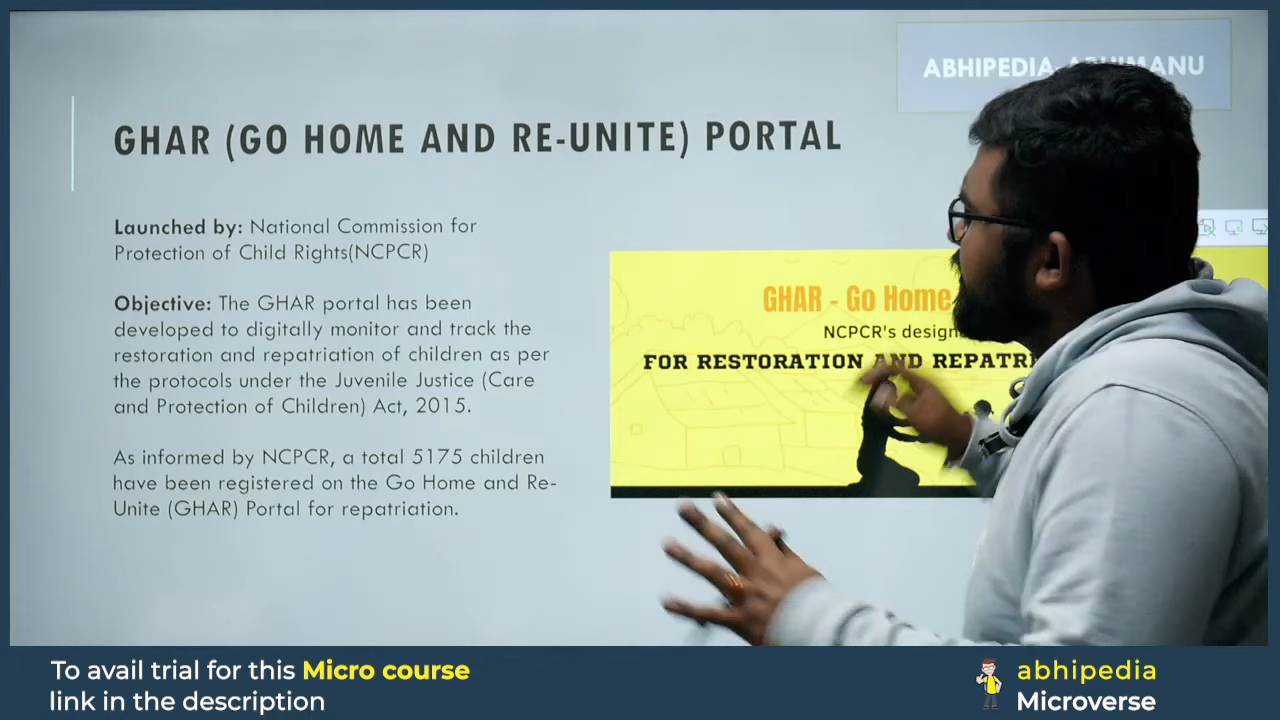 ABHIPEDIA-ABHIMANU
GHAR (GO HOME AND RE-UNITE) PORTAL
Launched by: National Commission for
Protection of Child Rights(NCPCR)
Objective: The GHAR portal has been
developed to digitally monitor and track the
restoration and repatriation of children as per
the protocols under the Juvenile Justice (Care
and Protection of Children) Act, 2015.
As informed by NCPCR, a total 5175 children
have been registered on the Go Home and Re-
Unite (GHAR) Portal for repatriation.
GHAR - Go Home
NCPCR's
FOR RESTORATION AND
To avail trial for this Micro course
link in the description
abhipedia
Microverse